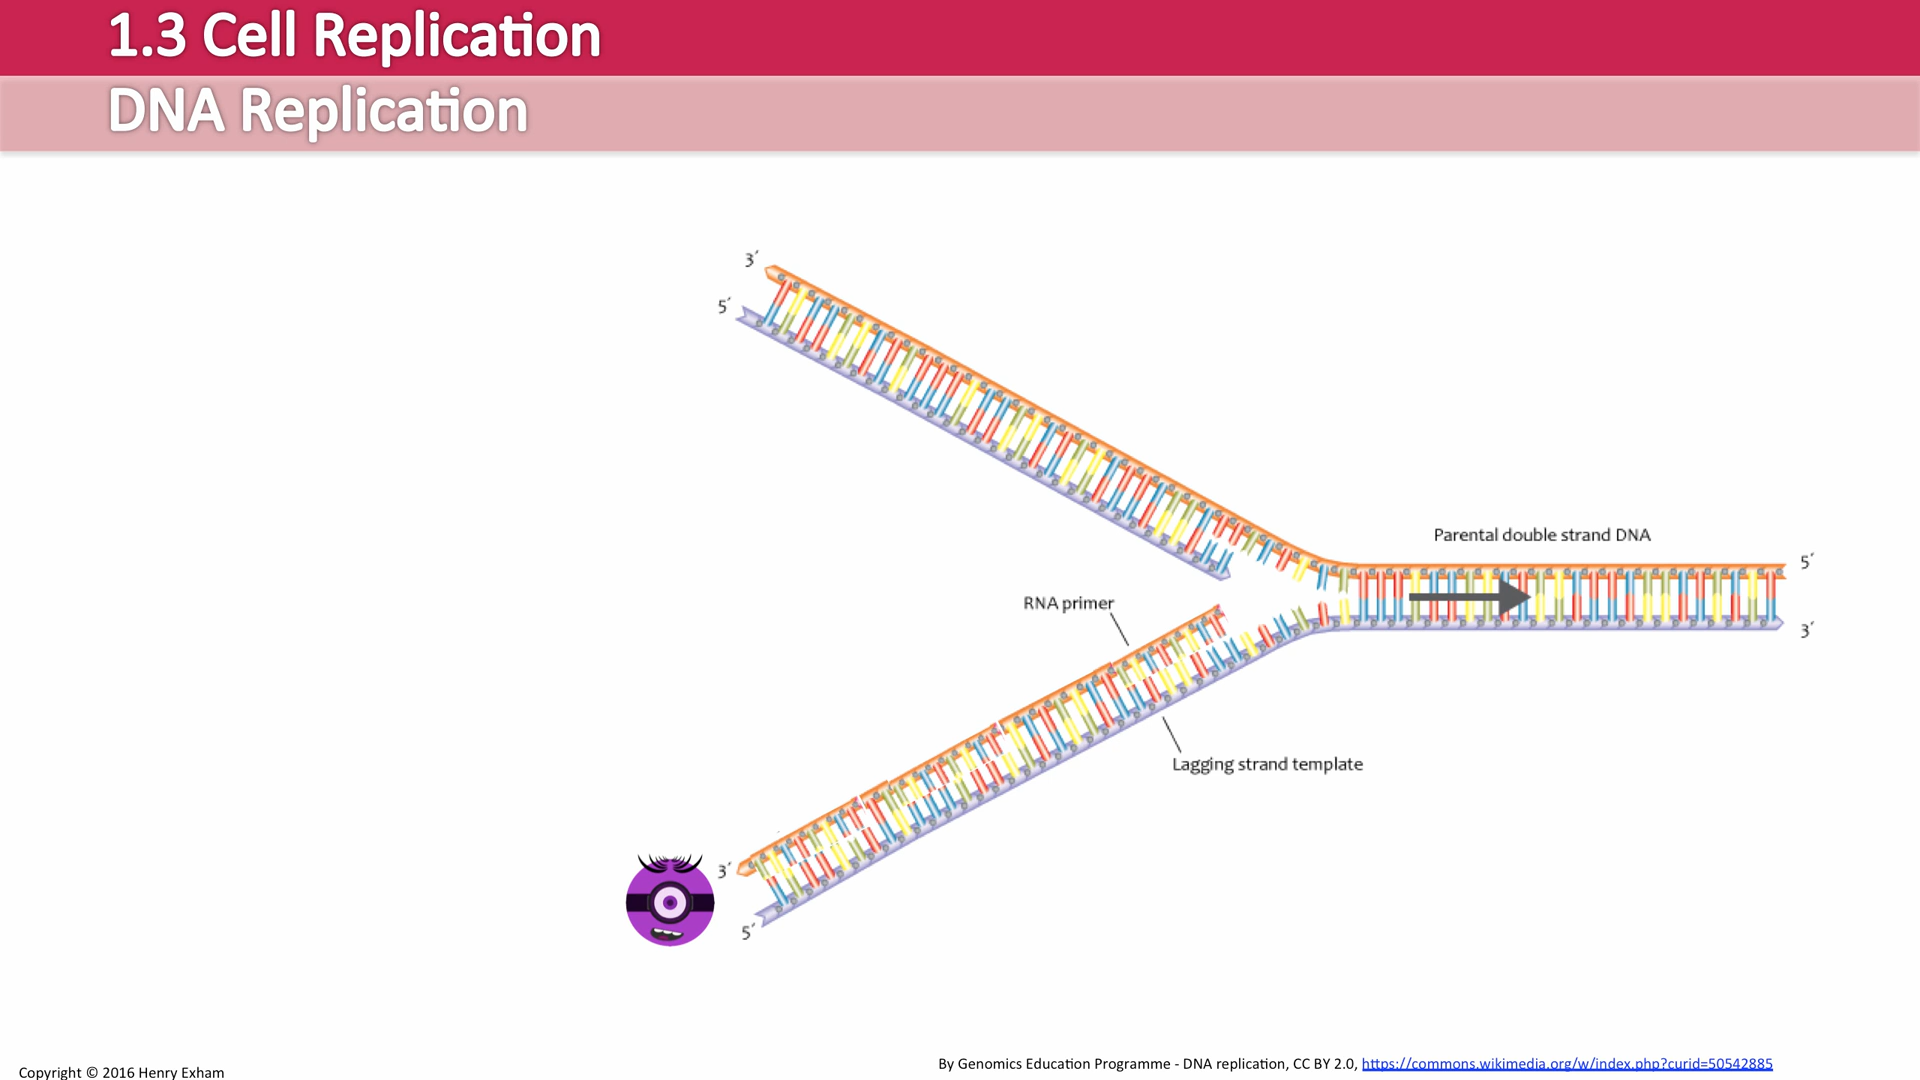 1.3 Cell Replication
DNA Replication
3´
5´
Parental double strand DNA
5´
3´
RNA primer
Lagging strand template
3´
5´
By Genomics Education Programme - DNA replication, CC BY 2.0, https://commons.wikimedia.org/w/index.php?curid=50542885
Copyright © 2016 Henry Exham